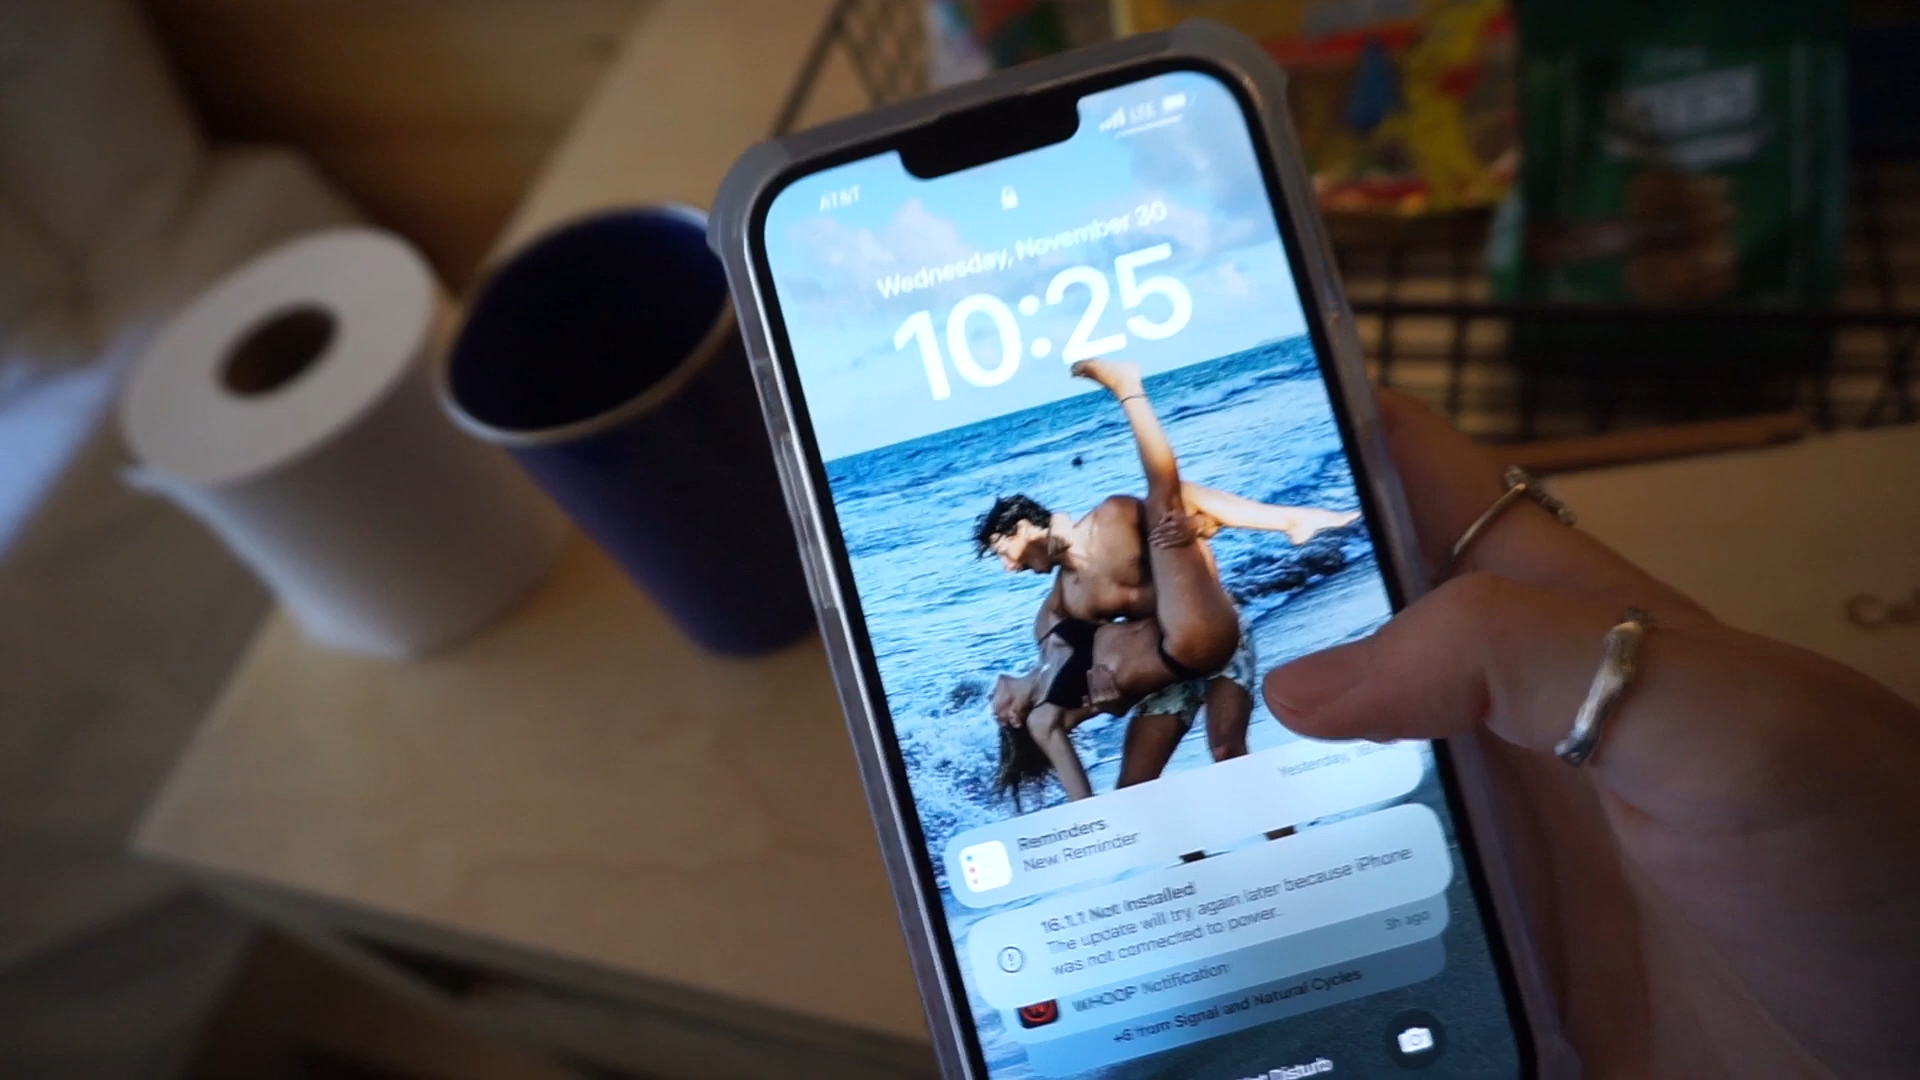 AT&T
LTE
Wednesday, November 30
10:25
Yesterday,
Reminders
New Reminder
16.1.1 Not Installed
The update will try again later because iPhone
was not connected to power.
3h ago
WHOOP Notification
+6 from Signal and Natural Cycles
Disturb